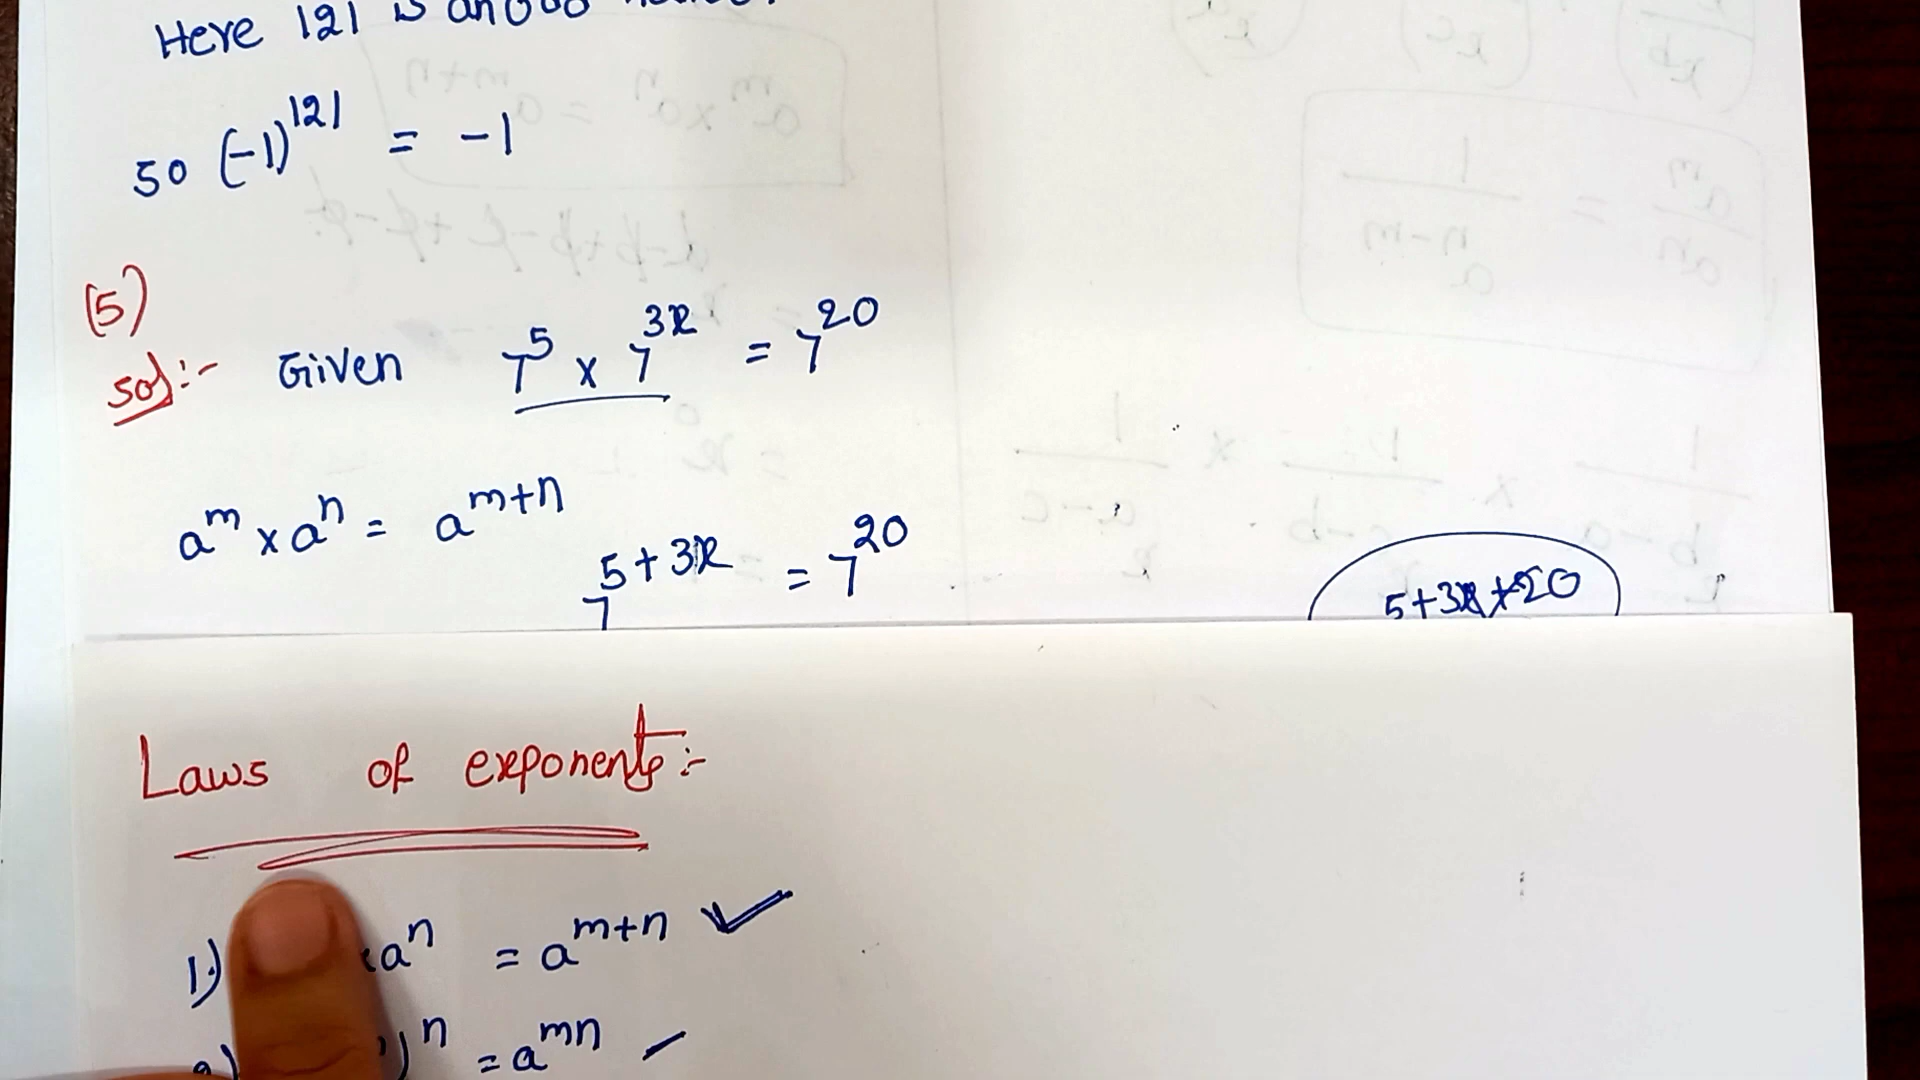 Here 121 is an odd
so (-1)^121 = -1
(5)
sol:- Given 7^5 x 7^3x = 7^20
a^m x a^n = a^m+n
7^5+3x = 7^20
5+3x+20
Laws of exponents:-
1.) a^n = a^m+n ✓
)^n = a^mn